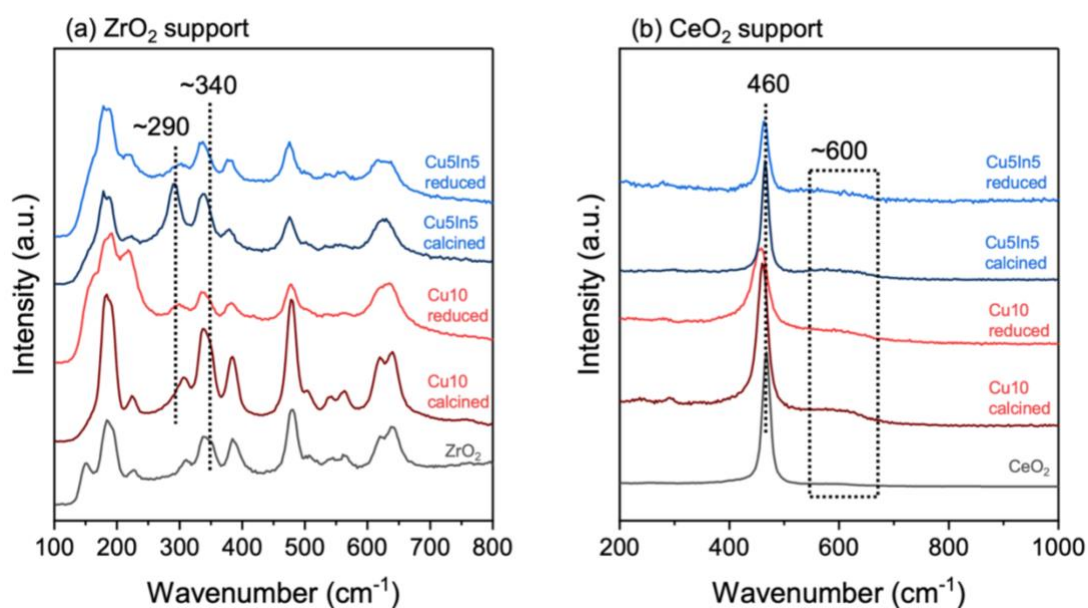 (a) ZrO₂ support
~340
~290
Cu5In5
reduced
Cu5In5
calcined
Cu10
reduced
Cu10
calcined
ZrO₂
Intensity (a.u.)
100 200 300 400 500 600 700 800
Wavenumber (cm⁻¹)
(b) CeO₂ support
460
~600
Cu5In5
reduced
Cu5In5
calcined
Cu10
reduced
Cu10
calcined
CeO₂
Intensity (a.u.)
200 400 600 800 1000
Wavenumber (cm⁻¹)